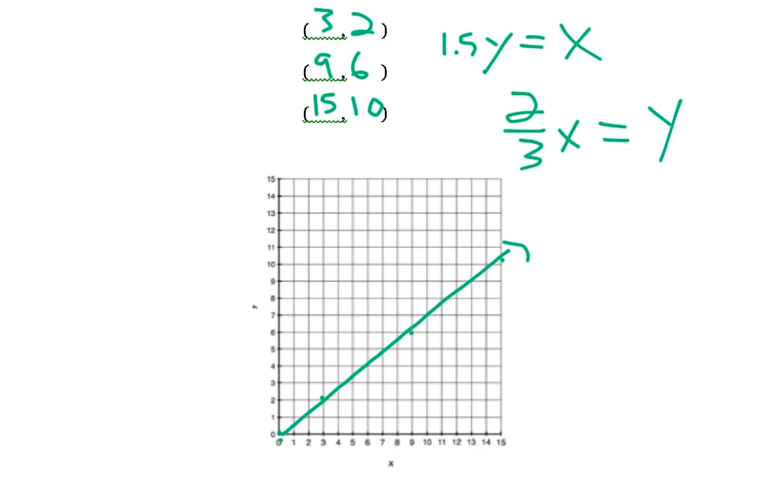 ( 3, 2 )
( 9, 6 )
( 15, 10)
1.5y = x
2/3 x = y
15
14
13
12
11
10
9
8
7
6
5
4
3
2
1
0
y
0 1 2 3 4 5 6 7 8 9 10 11 12 13 14 15
x